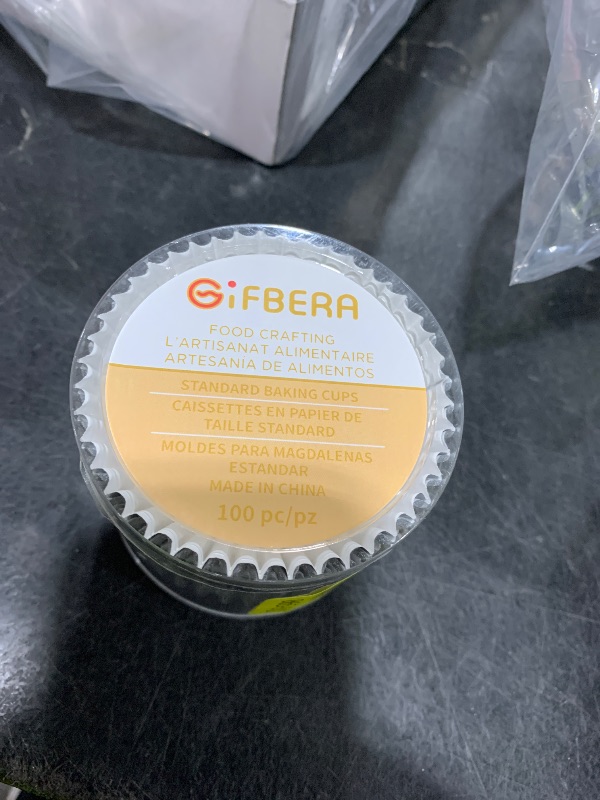 GiFBERA
FOOD CRAFTING
L'ARTISANAT ALIMENTAIRE
ARTESANIA DE ALIMENTOS
STANDARD BAKING CUPS
CAISSETTES EN PAPIER DE
TAILLE STANDARD
MOLDES PARA MAGDALENAS
ESTANDAR
MADE IN CHINA
100 pc/pz